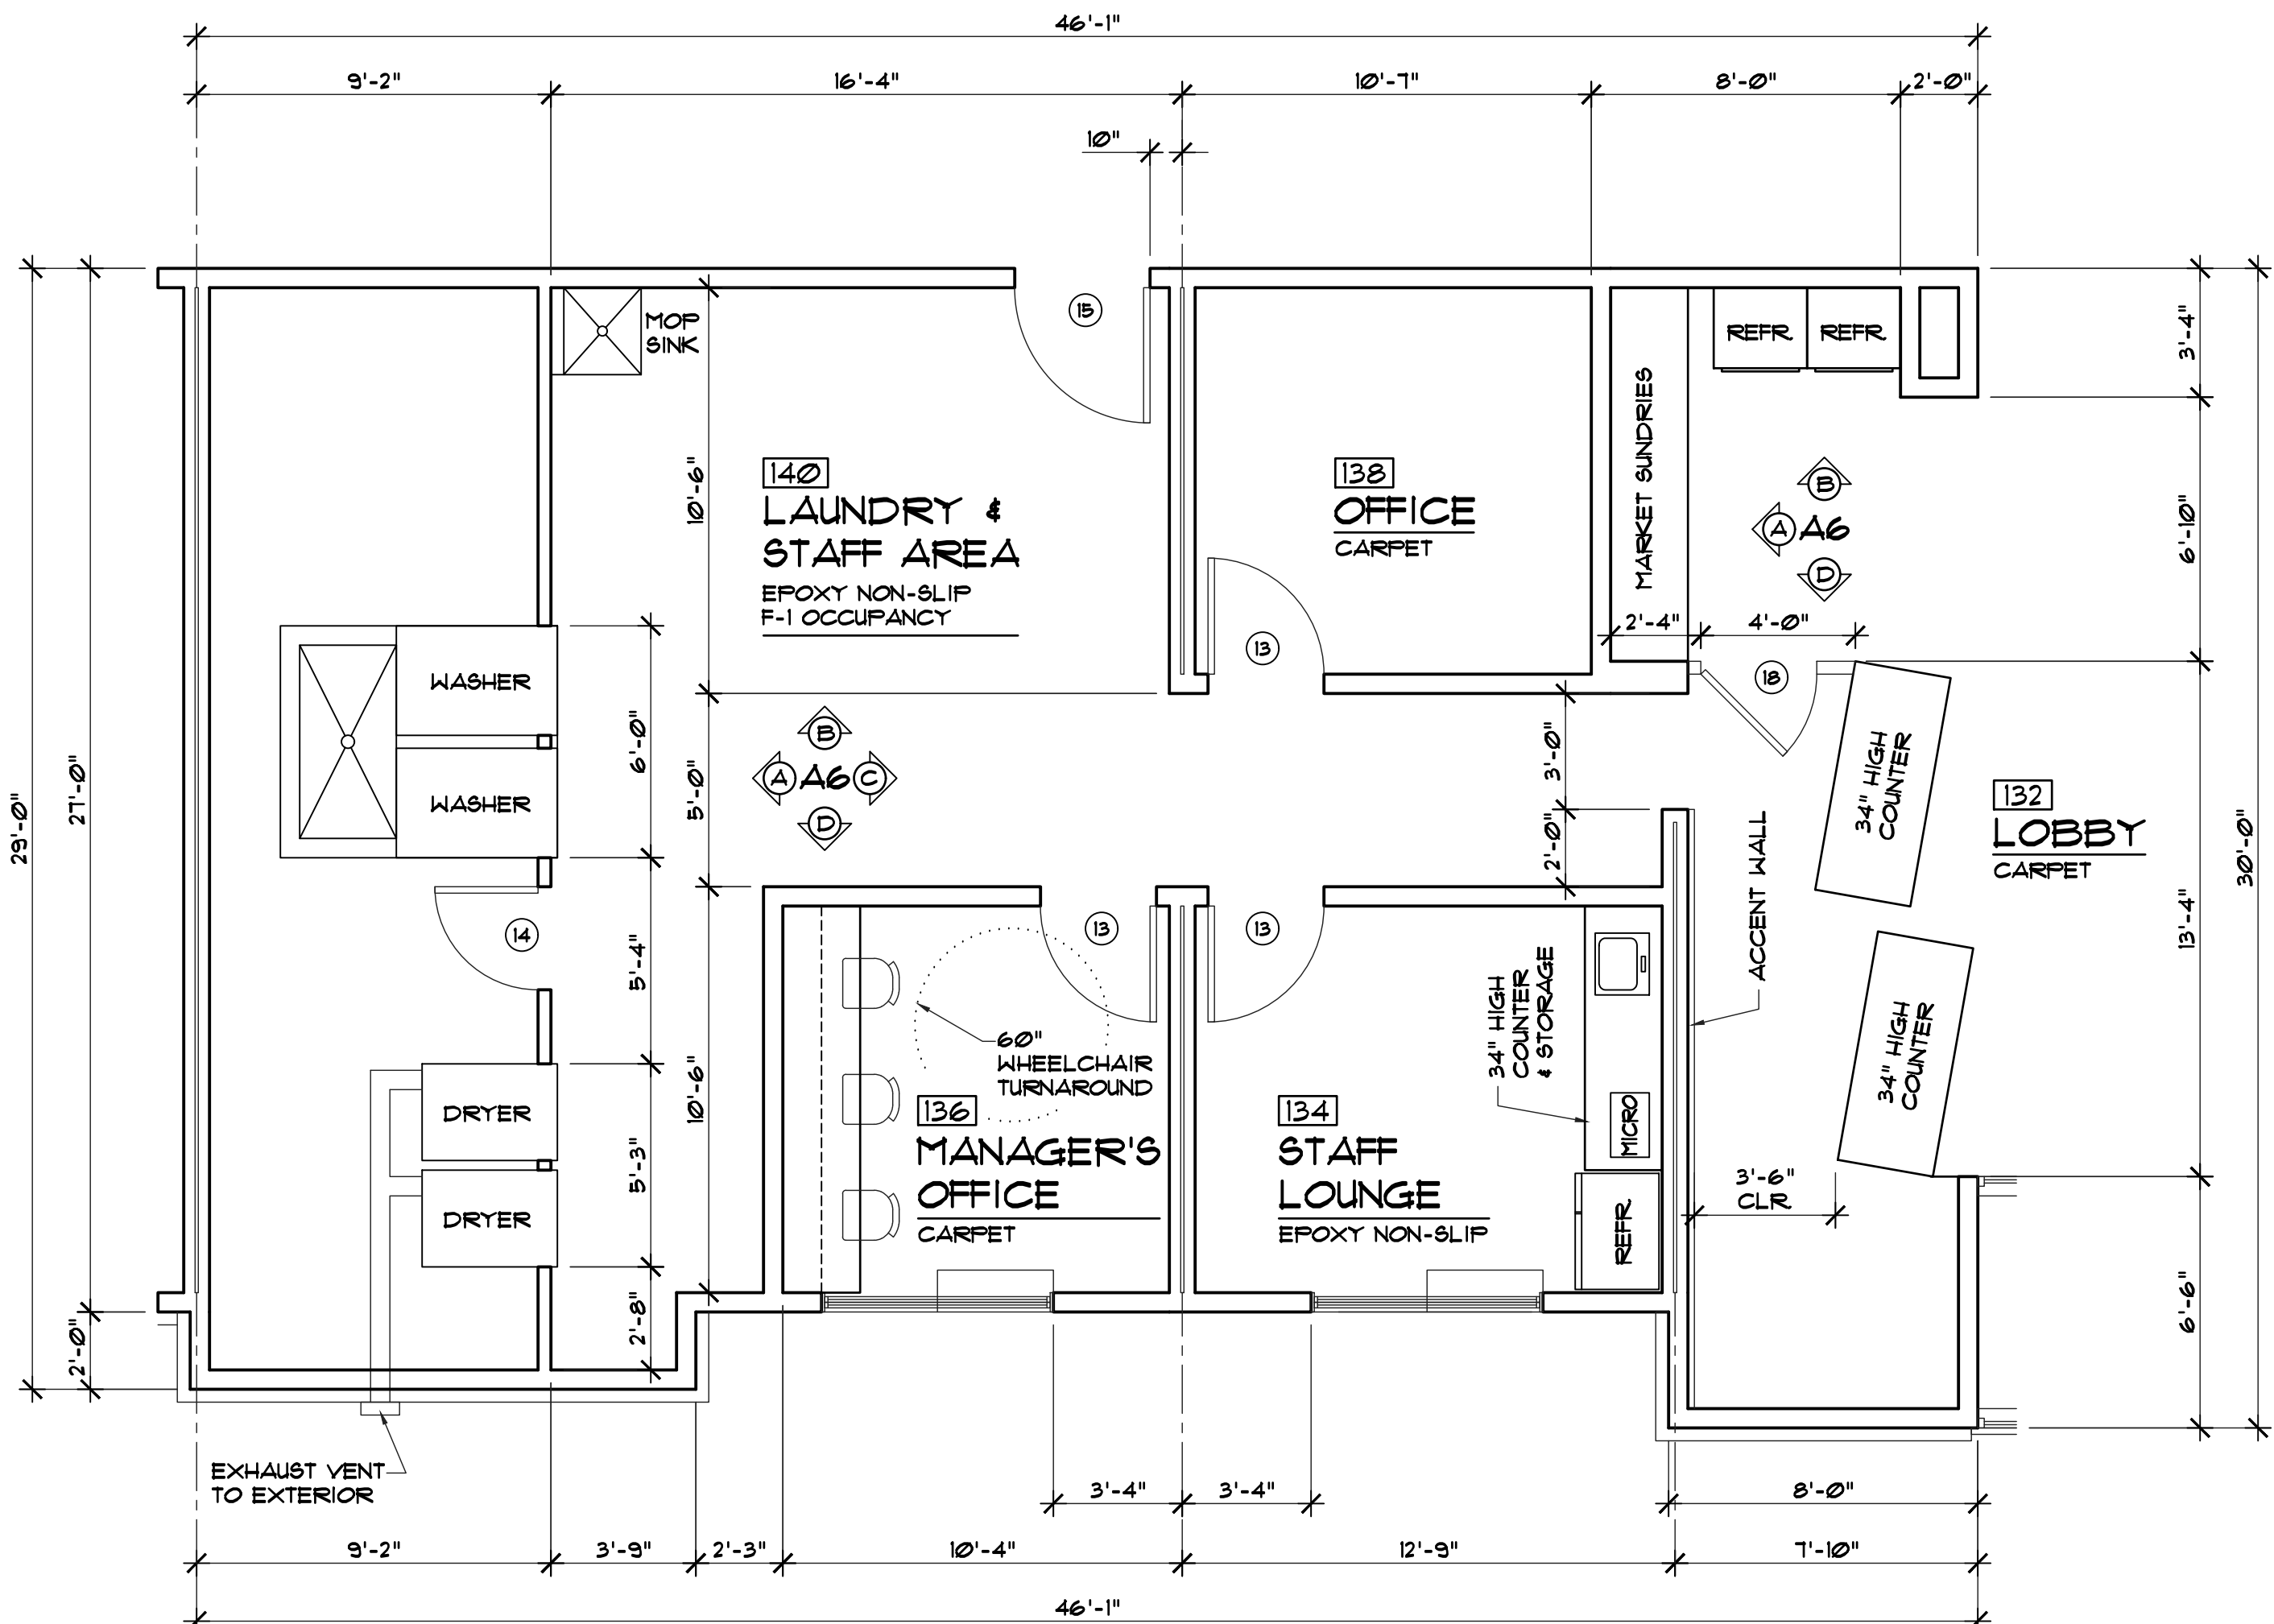 46'-1"
9'-2"
16'-4"
10'-7"
8'-0"
2'-0"
10"
15
MOP
SINK
REFR
REFR
3'-4"
MARKET SUNDRIES
140
LAUNDRY &
STAFF AREA
EPOXY NON-SLIP
F-1 OCCUPANCY
10'-6"
138
OFFICE
CARPET
B
A
A6
D
6'-10"
2'-4"
4'-0"
13
18
WASHER
WASHER
6'-0"
5'-0"
B
A
A6
C
D
3'-0"
2'-0"
34" HIGH
COUNTER
132
LOBBY
CARPET
29'-0"
27'-0"
30'-0"
13'-4"
ACCENT WALL
14
5'-4"
13
13
60"
WHEELCHAIR
TURNAROUND
34" HIGH
COUNTER
& STORAGE
34" HIGH
COUNTER
DRYER
DRYER
5'-3"
10'-6"
136
MANAGER'S
OFFICE
CARPET
134
STAFF
LOUNGE
EPOXY NON-SLIP
MICRO
REFR
3'-6"
CLR.
2'-0"
2'-8"
6'-6"
EXHAUST VENT
TO EXTERIOR
3'-4"
3'-4"
8'-0"
9'-2"
3'-9"
2'-3"
10'-4"
12'-9"
7'-10"
46'-1"